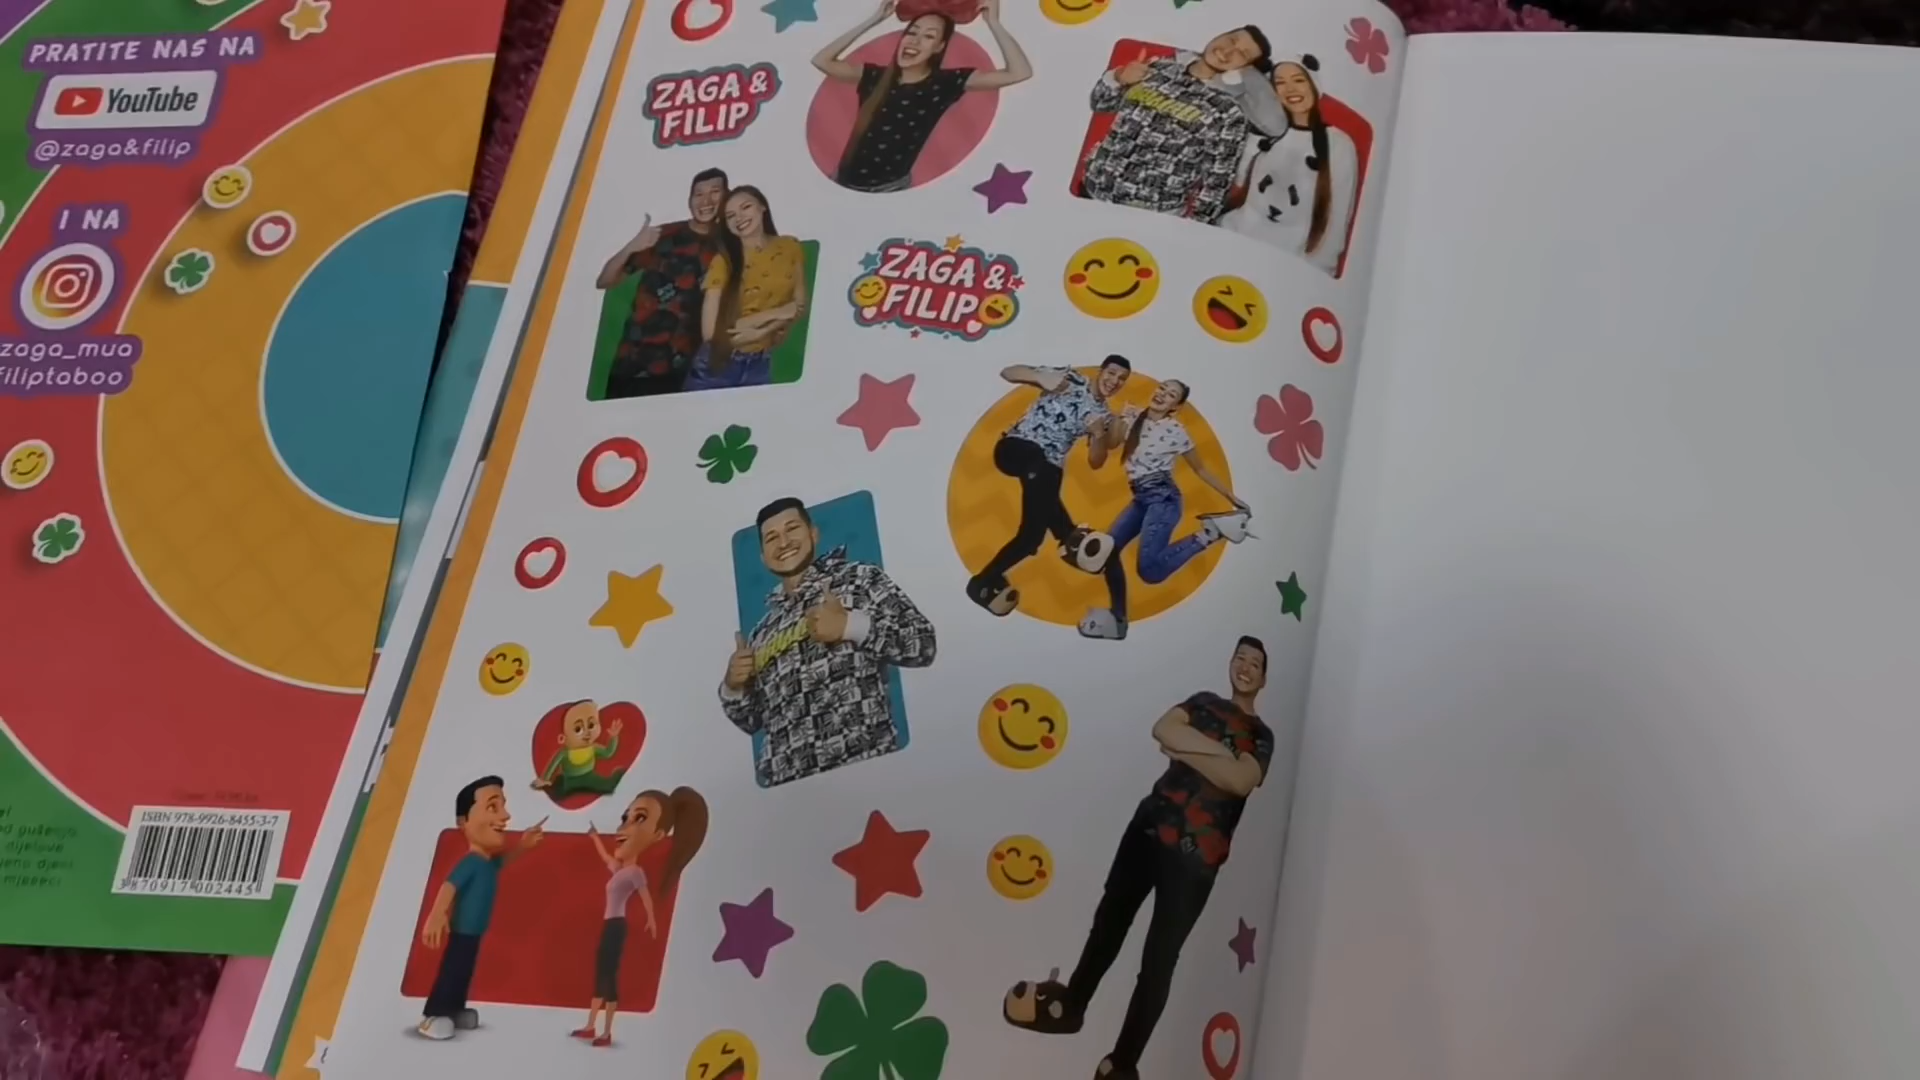 PRATITE NAS NA
YouTube
@zaga&filip
I NA
zaga_mua
filiptaboo
ISBN 978-9926-8455-3-7
3870917002445
ZAGA &
FILIP
ZAGA &
FILIP